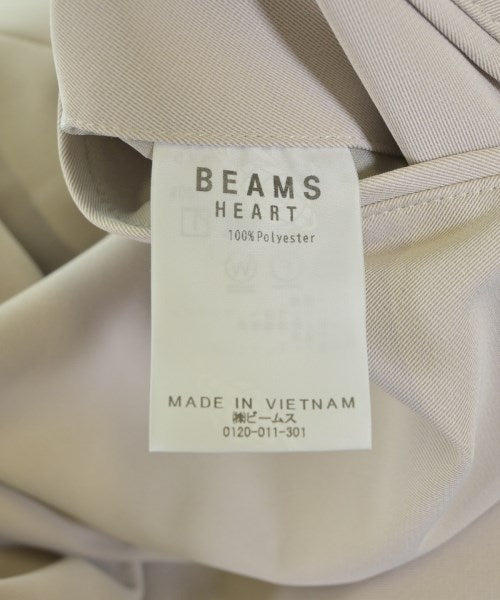 BEAMS
HEART
100%Polyester
MADE IN VIETNAM
㈱ビームス
0120-011-301